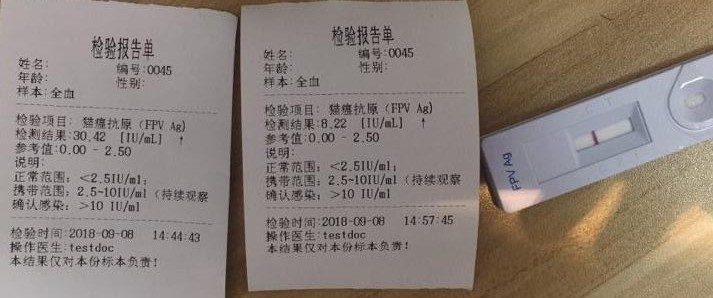 检验报告单
姓名:
编号:0045
年龄:
性别:
样本:全血
检验项目: 猫瘟抗原（FPV Ag)
检测结果:30.42 [IU/mL] ↑
参考值:0.00 - 2.50
说明:
正常范围: <2.5IU/ml;
携带范围: 2.5-10IU/ml（持续观察
确认感染: >10 IU/ml
检验时间:2018-09-08 14:44:43
操作医生:testdoc
本结果仅对本份标本负责!
检验报告单
姓名:
编号:0045
年龄:
性别:
样本:全血
检验项目: 猫瘟抗原（FPV Ag)
检测结果:8.22 [IU/mL] ↑
参考值:0.00 - 2.50
说明:
正常范围: <2.5IU/ml;
携带范围: 2.5-10IU/ml（持续观察
确认感染: >10 IU/ml
检验时间:2018-09-08 14:57:45
操作医生:testdoc
本结果仅对本份标本负责!
FPV Ag